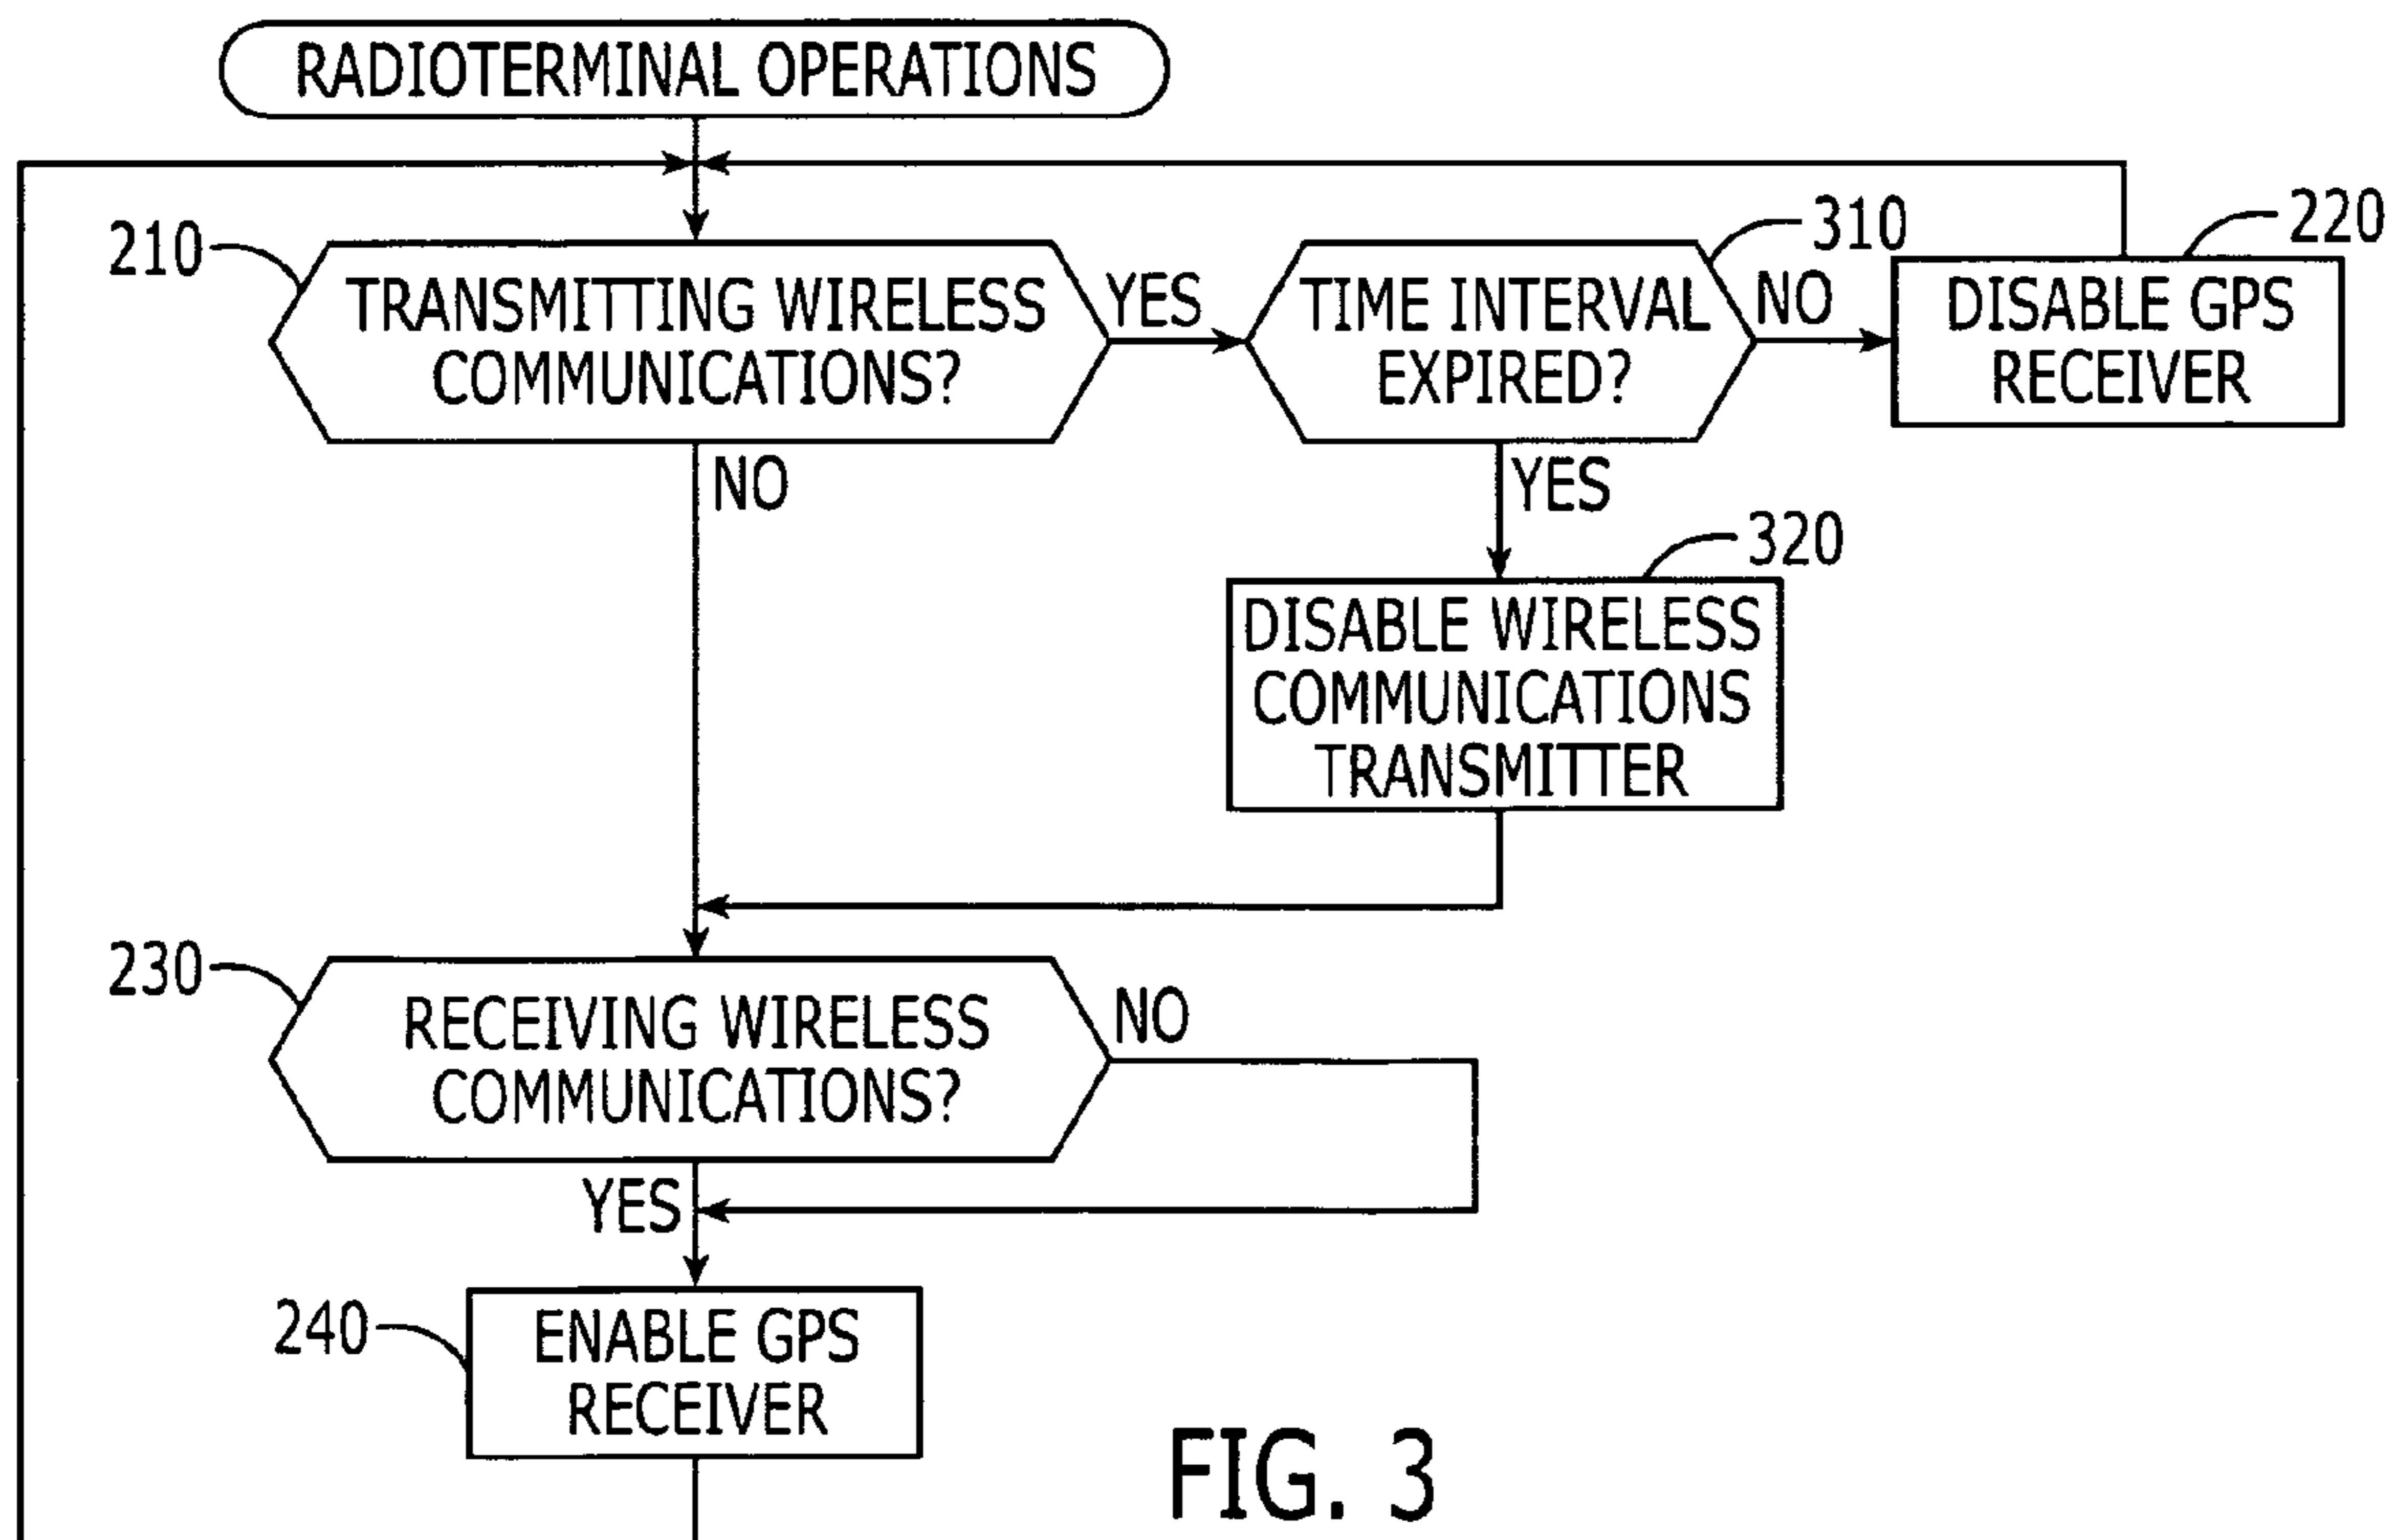 RADIOTERMINAL OPERATIONS
210
TRANSMITTING WIRELESS
COMMUNICATIONS?
YES
NO
310
TIME INTERVAL
EXPIRED?
NO
YES
220
DISABLE GPS
RECEIVER
320
DISABLE WIRELESS
COMMUNICATIONS
TRANSMITTER
230
RECEIVING WIRELESS
COMMUNICATIONS?
NO
YES
240
ENABLE GPS
RECEIVER
FIG. 3